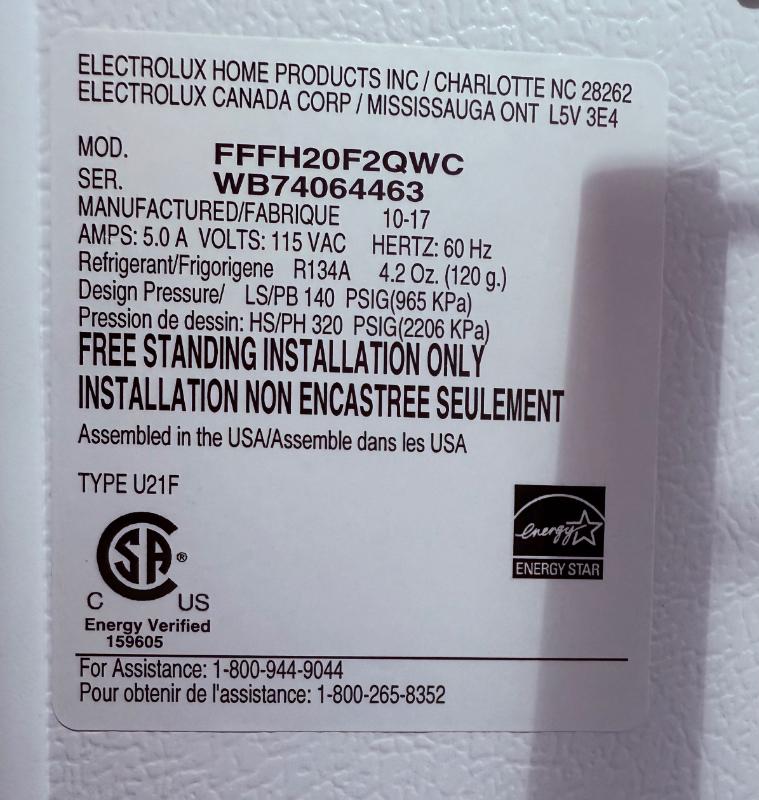 ELECTROLUX HOME PRODUCTS INC / CHARLOTTE NC 28262
ELECTROLUX CANADA CORP / MISSISSAUGA ONT L5V 3E4
MOD. FFFH20F2QWC
SER. WB74064463
MANUFACTURED/FABRIQUE 10-17
AMPS: 5.0 A VOLTS: 115 VAC HERTZ: 60 Hz
Refrigerant/Frigorigene R134A 4.2 Oz. (120 g.)
Design Pressure/ LS/PB 140 PSIG(965 KPa)
Pression de dessin: HS/PH 320 PSIG(2206 KPa)
FREE STANDING INSTALLATION ONLY
INSTALLATION NON ENCASTREE SEULEMENT
Assembled in the USA/Assemble dans les USA
TYPE U21F
SA®
C US
Energy Verified
159605
energy
ENERGY STAR
For Assistance: 1-800-944-9044
Pour obtenir de l'assistance: 1-800-265-8352